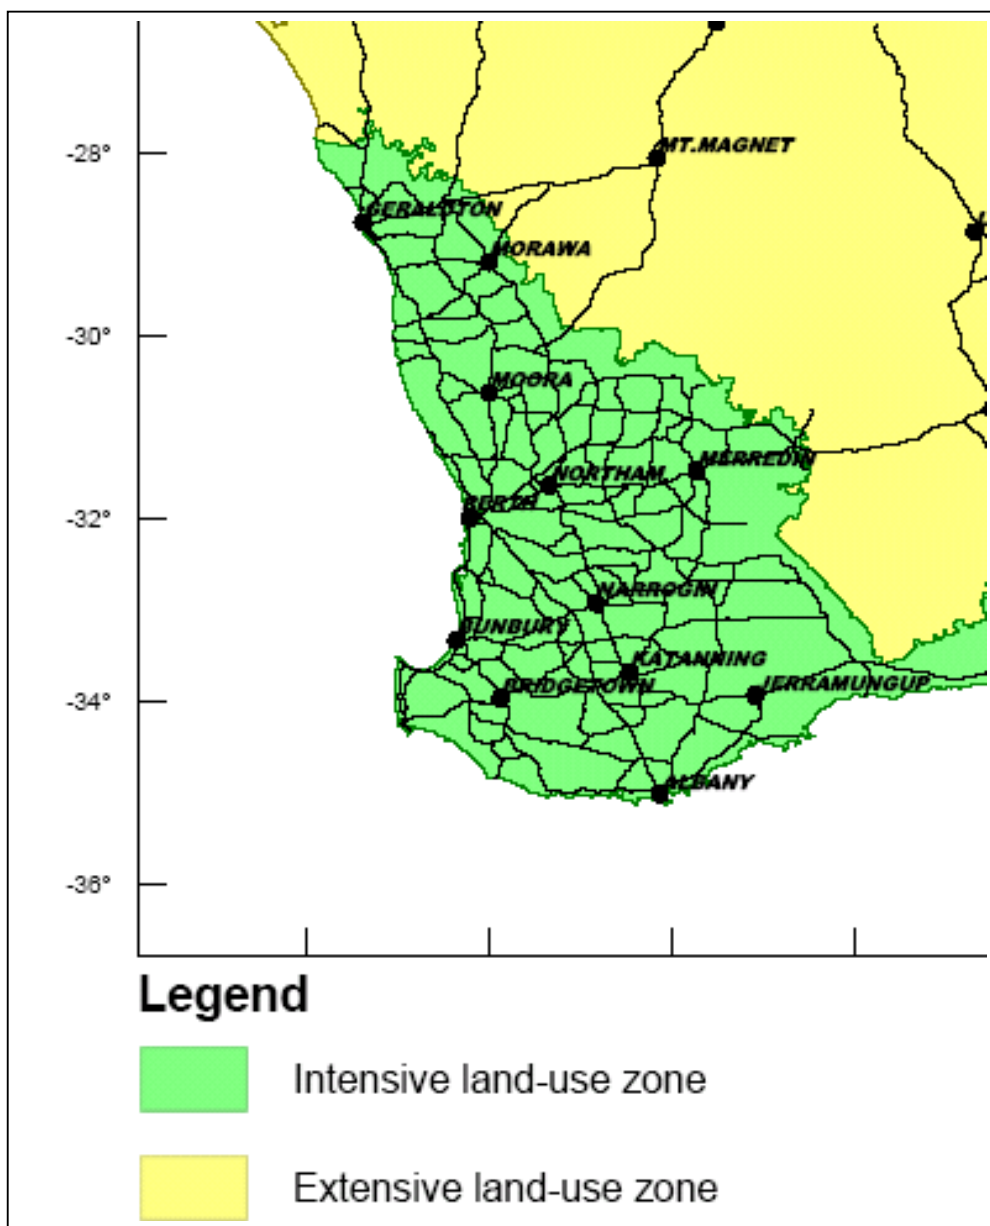 MT.MAGNET
-28°
GERALDTON
MORAWA
-30°
MOORA
MERREDIN
NORTHAM
PERTH
-32°
NARROGIN
BUNBURY
KATANNING
BRIDGETOWN
JERRAMUNGUP
-34°
ALBANY
-36°
Legend
Intensive land-use zone
Extensive land-use zone